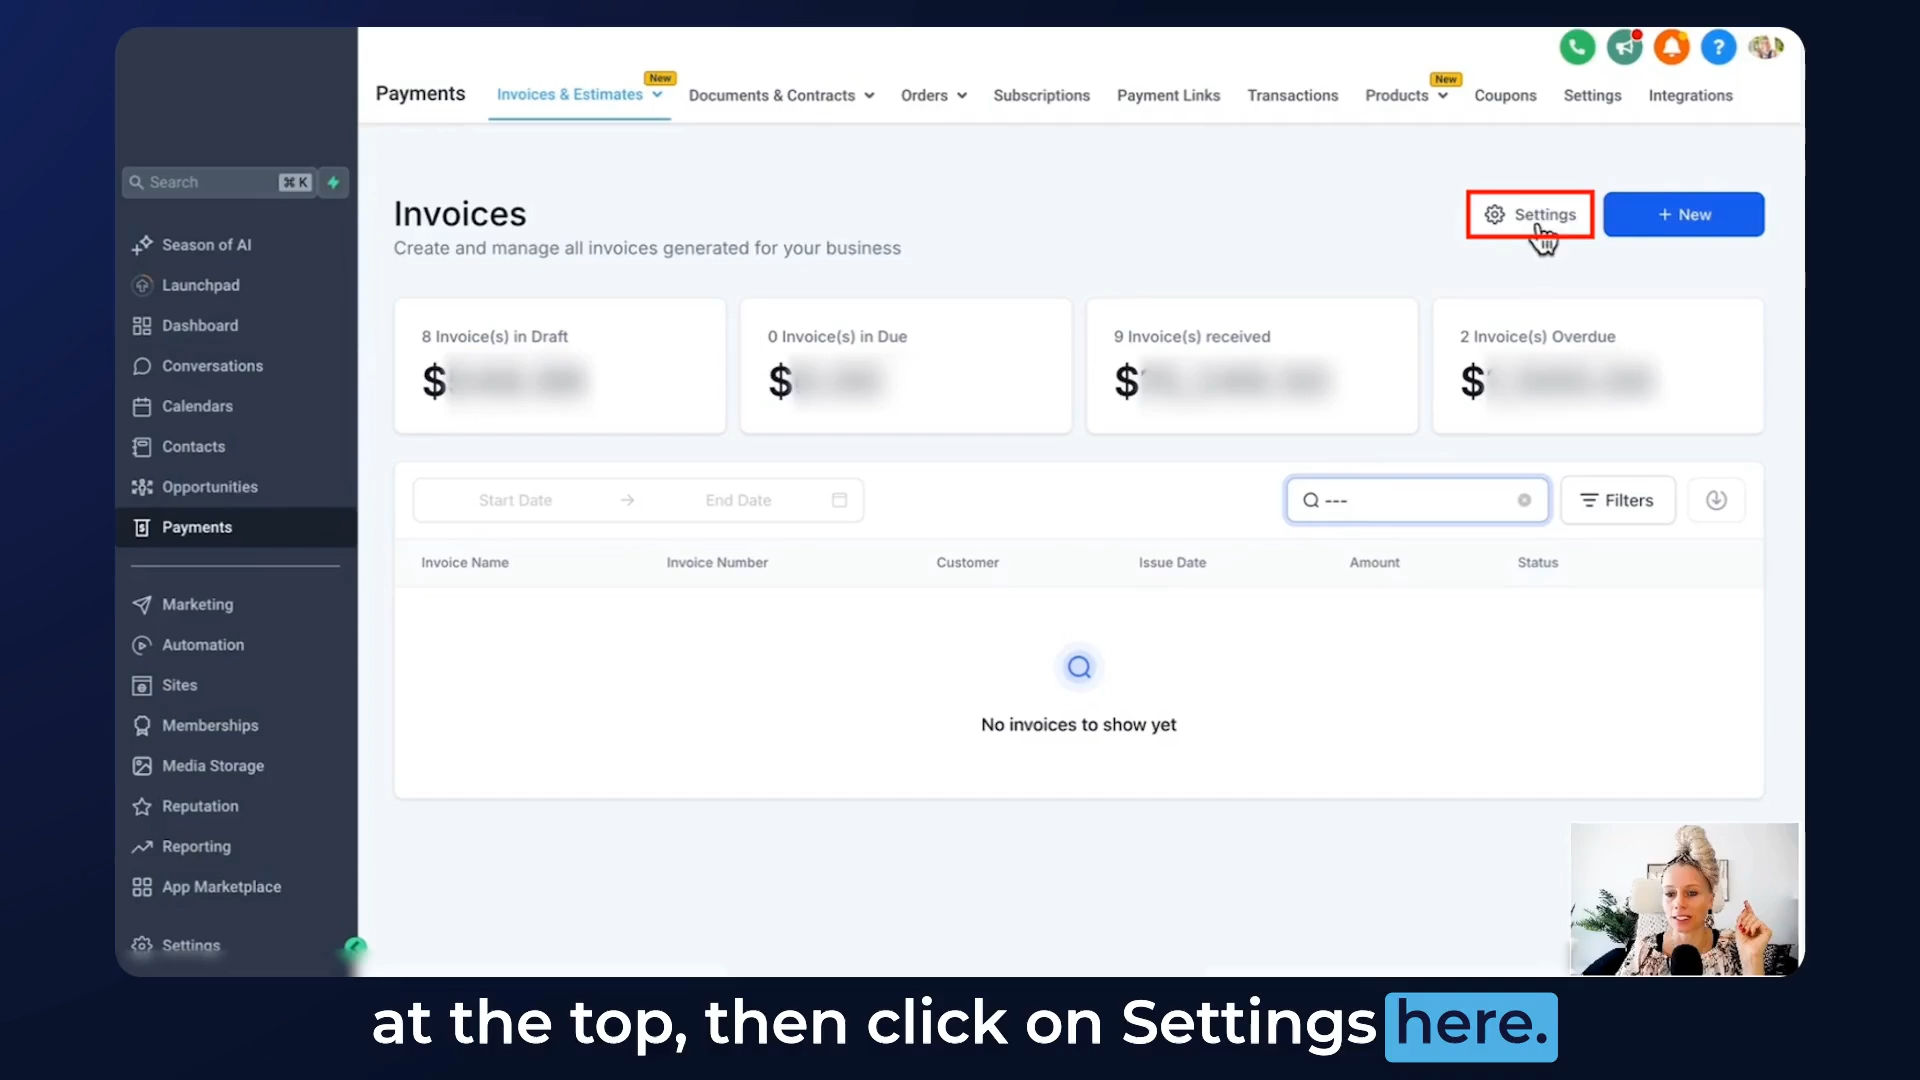 Payments
Invoices & Estimates
New
Documents & Contracts
Orders
Subscriptions
Payment Links
Transactions
Products
New
Coupons
Settings
Integrations
Search
⌘ K
Season of AI
Launchpad
Dashboard
Conversations
Calendars
Contacts
Opportunities
Payments
Marketing
Automation
Sites
Memberships
Media Storage
Reputation
Reporting
App Marketplace
Settings
Invoices
Create and manage all invoices generated for your business
Settings
+ New
8 Invoice(s) in Draft
$
0 Invoice(s) in Due
$
9 Invoice(s) received
$
2 Invoice(s) Overdue
$
Start Date → End Date
---
Filters
Invoice Name Invoice Number Customer Issue Date Amount Status
No invoices to show yet
at the top, then click on Settings here.